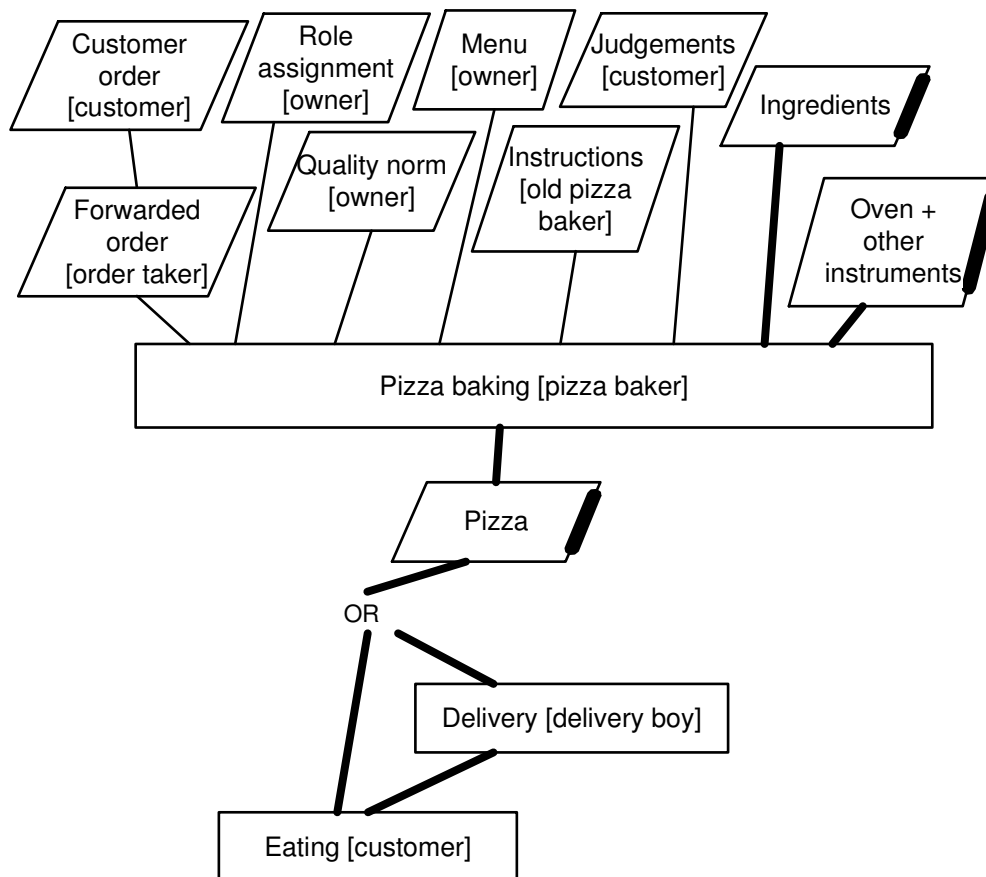 Customer
order
[customer]
Role
assignment
[owner]
Menu
[owner]
Judgements
[customer]
Ingredients
Quality norm
[owner]
Instructions
[old pizza
baker]
Forwarded
order
[order taker]
Oven +
other
instruments
Pizza baking [pizza baker]
Pizza
OR
Delivery [delivery boy]
Eating [customer]